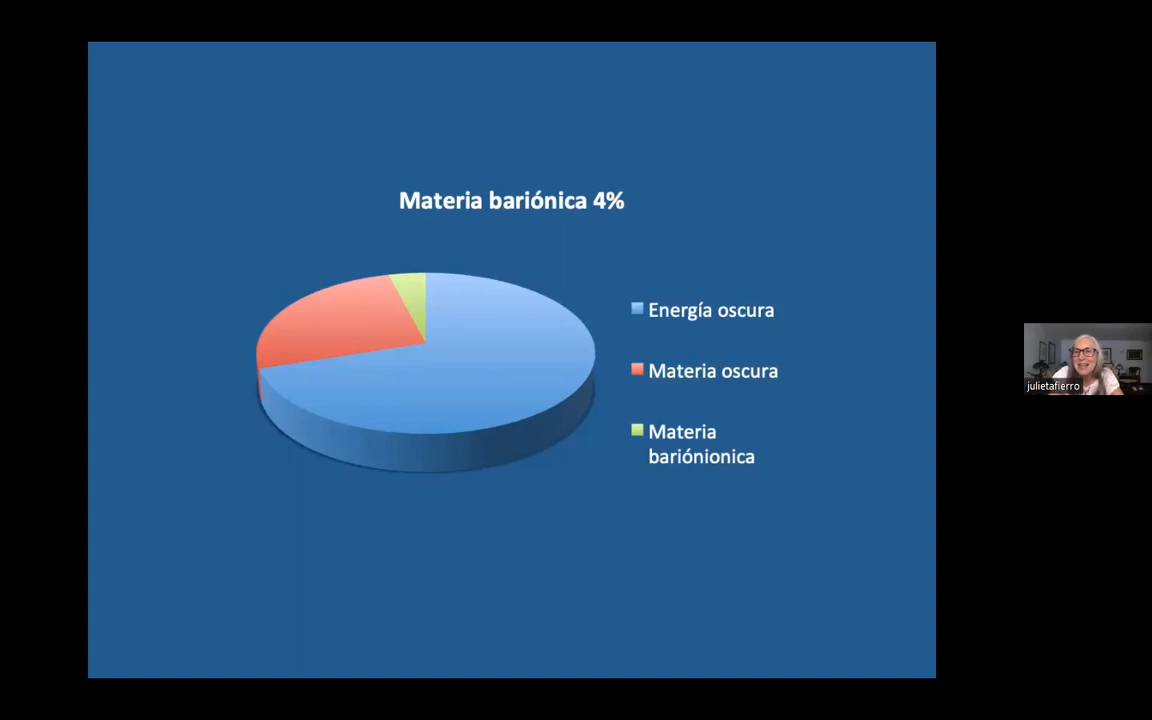 Materia bariónica 4%
Energía oscura
Materia oscura
Materia
bariónionica
julietafierro